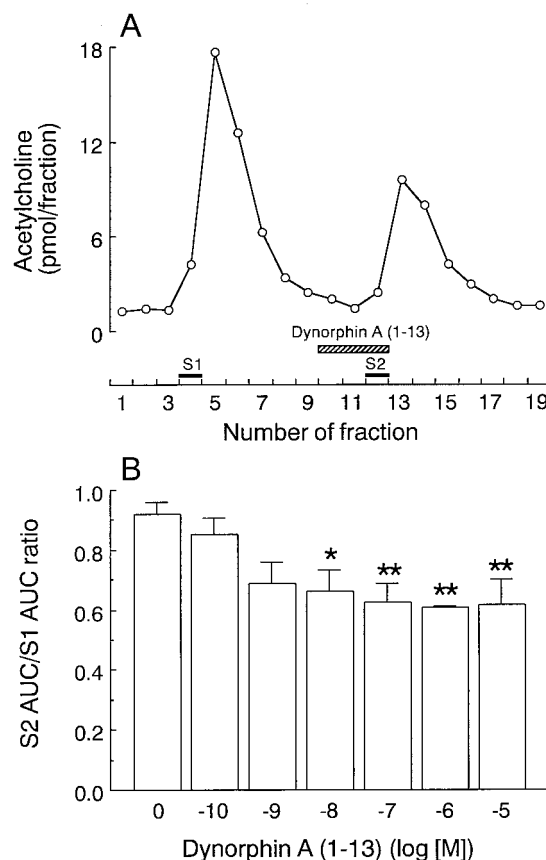 A
Acetylcholine
(pmol/fraction)
18
12
6
0
Dynorphin A (1-13)
S1
S2
1 3 5 7 9 11 13 15 17 19
Number of fraction
B
S2 AUC/S1 AUC ratio
1.0
0.8
0.6
0.4
0.2
0.0
* ** ** **
0 -10 -9 -8 -7 -6 -5
Dynorphin A (1-13) (log [M])